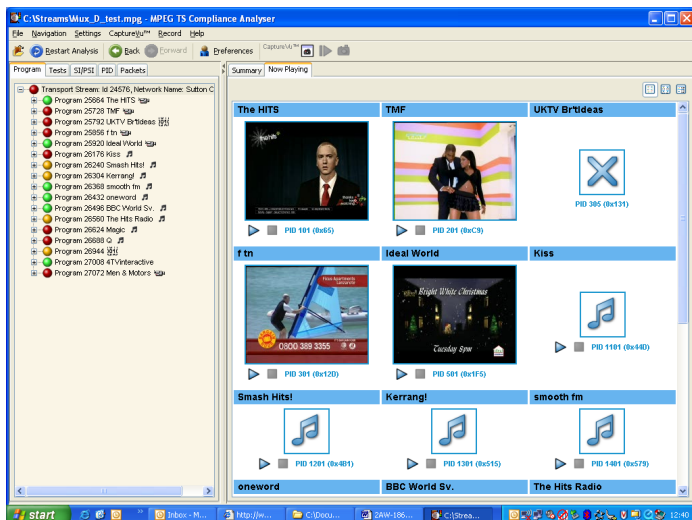 C:\Streams\Mux_D_test.mpg - MPEG TS Compliance Analyser
File Navigation Settings CaptureVu™ Record Help
Restart Analysis Back Forward Preferences CaptureVu™
Program Tests SI/PSI PID Packets
Summary Now Playing
Transport Stream: Id 24576, Network Name: Sutton C
Program 25664 The HITS
Program 25728 TMF
Program 25792 UKTV Br'tIdeas
Program 25856 f tn
Program 25920 Ideal World
Program 26176 Kiss
Program 26240 Smash Hits!
Program 26304 Kerrang!
Program 26368 smooth fm
Program 26432 oneword
Program 26496 BBC World Sv.
Program 26560 The Hits Radio
Program 26624 Magic
Program 26688 Q
Program 26944
Program 27008 4TVinteractive
Program 27072 Men & Motors
The HITS TMF UKTV Br'tIdeas
PID 305 (0x131)
PID 101 (0x65) PID 201 (0xC9)
f tn Ideal World Kiss
Bright White Christmas
Tuesday 8pm
0800 389 3355
PID 1101 (0x44D)
PID 301 (0x12D) PID 501 (0x1F5)
Smash Hits! Kerrang! smooth fm
PID 1201 (0x4B1) PID 1301 (0x515) PID 1401 (0x579)
oneword BBC World Sv. The Hits Radio
start Inbox - M... http://w... C:\Docu... 2AW-186... C:\Strea... 12:40